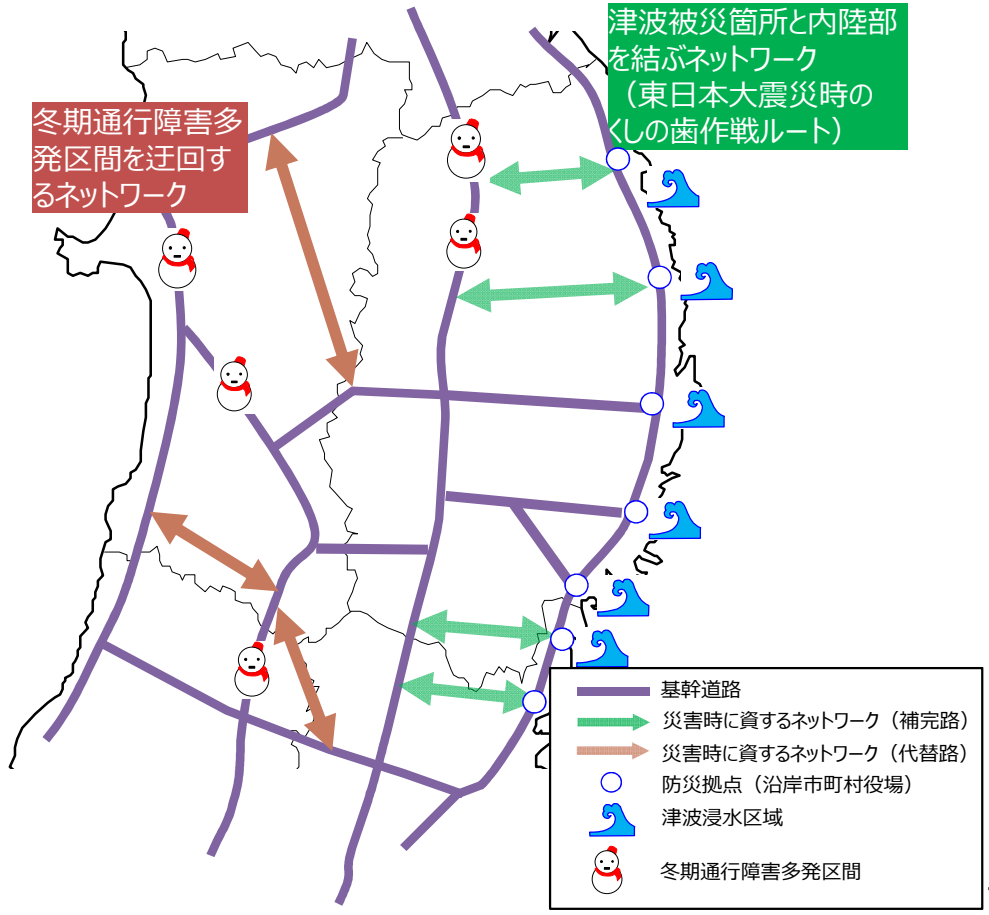 津波被災箇所と内陸部
を結ぶネットワーク
（東日本大震災時の
くしの歯作戦ルート）
冬期通行障害多
発区間を迂回す
るネットワーク
基幹道路
災害時に資するネットワーク（補完路）
災害時に資するネットワーク（代替路）
防災拠点（沿岸市町村役場）
津波浸水区域
冬期通行障害多発区間